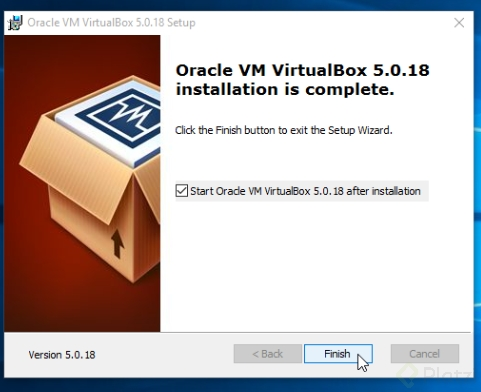 Oracle VM VirtualBox 5.0.18 Setup
Oracle VM VirtualBox 5.0.18
installation is complete.
Click the Finish button to exit the Setup Wizard.
Start Oracle VM VirtualBox 5.0.18 after installation
Version 5.0.18
< Back
Finish
Cancel
Platzi